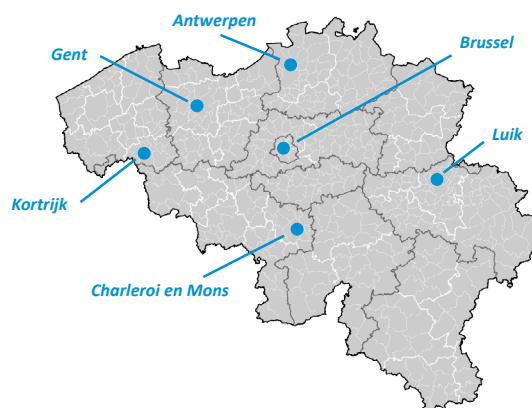 Antwerpen
Gent
Brussel
Luik
Kortrijk
Charleroi en Mons